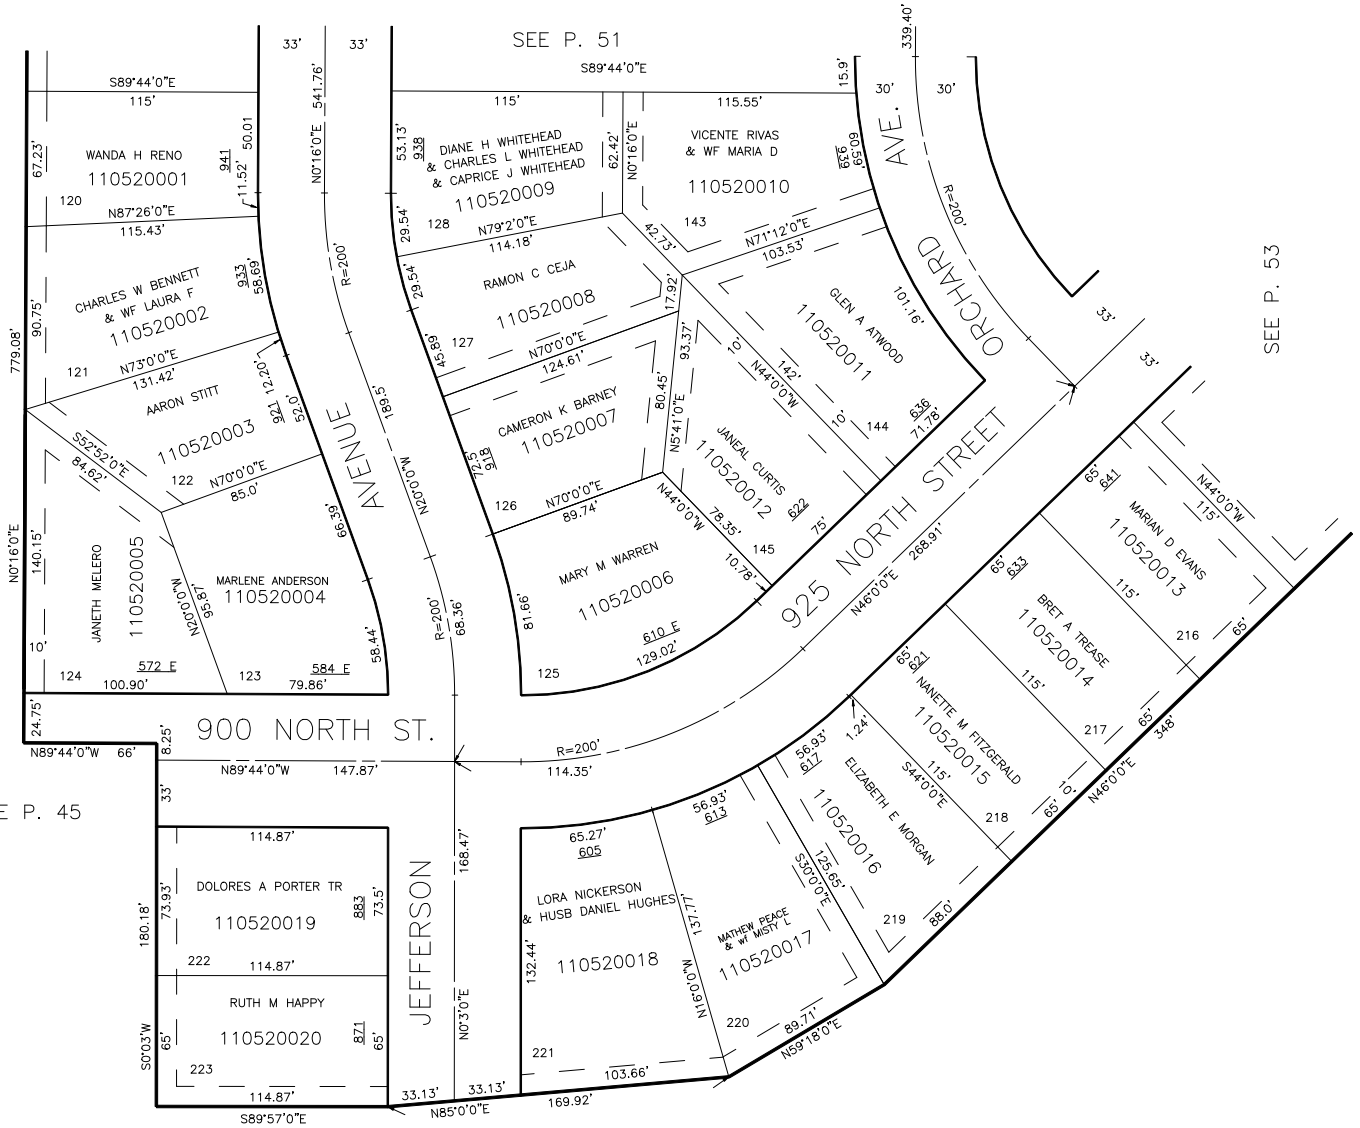 SEE P. 51
S89°44'0"E
33'
33'
541.76'
N0°16'0"E
S89°44'0"E
115'
67.23'
WANDA H RENO
110520001
941
50.01
11.52'
120
N87°26'0"E
115.43'
CHARLES W BENNETT
& WF LAURA F
110520002
933
58.69'
90.75'
121
N73°0'0"E
131.42'
12.20'
AARON STITT
110520003
921
52.0'
S52°52'0"E
84.62'
122
N70°0'0"E
85.0'
66.39'
779.08'
N0°16'0"E
140.15'
JANETH MELERO
110520005
N20°0'0"W
95.87'
MARLENE ANDERSON
110520004
58.44'
10'
124
572 E
100.90'
123
584 E
79.86'
R=200'
189.5'
AVENUE
N20°0'0"W
R=200'
68.36'
115'
53.13'
938
DIANE H WHITEHEAD
& CHARLES L WHITEHEAD
& CAPRICE J WHITEHEAD
110520009
62.42'
N0°16'0"E
128
29.54'
N79°2'0"E
114.18'
29.54'
RAMON C CEJA
110520008
42.73'
17.92'
127
45.89'
N70°0'0"E
124.61'
CAMERON K BARNEY
110520007
93.37'
80.45'
N5°41'0"E
72.5'
918
126
N70°0'0"E
89.74'
MARY M WARREN
110520006
N44°0'0"W
78.35'
10.78'
81.66'
610 E
129.02'
125
115.55'
15.9'
VICENTE RIVAS
& WF MARIA D
110520010
60.59'
939
143
N71°12'0"E
103.53'
339.40'
30'
30'
ORCHARD AVE.
R=200'
GLEN A ATWOOD
110520011
101.16'
10'
142'
N44°0'0"W
10'
144
636
71.78'
JANEAL CURTIS
110520012
622
75'
145
33'
33'
SEE P. 53
925 NORTH STREET
268.91'
N46°0'0"E
65'
641
MARIAN D EVANS
110520013
N44°0'0"W
115'
216
65'
65'
633
115'
BRET A TREASE
110520014
217
65'
348'
N46°0'0"E
65'
621
115'
NANETTE M FITZGERALD
110520015
218
10'
65'
1.24'
115'
S44°0'0"E
56.93'
617
ELIZABETH E MORGAN
110520016
219
88.0'
125.65'
S30°0'0"E
56.93'
613
MATHEW PEACE
& wf MISTY L
110520017
220
89.71'
N59°18'0"E
65.27'
605
LORA NICKERSON
& HUSB DANIEL HUGHES
110520018
137.77'
N16°0'0"W
132.44'
221
103.66'
169.92'
N85°0'0"E
33.13'
33.13'
24.75'
N89°44'0"W 66'
900 NORTH ST.
8.25'
N89°44'0"W 147.87'
R=200'
114.35'
33'
E P. 45
JEFFERSON
168.47'
N0°3'0"E
114.87'
DOLORES A PORTER TR
110520019
883
73.5'
73.93'
180.18'
222
114.87'
RUTH M HAPPY
110520020
871
65'
65'
S0°03'W
223
114.87'
S89°57'0"E